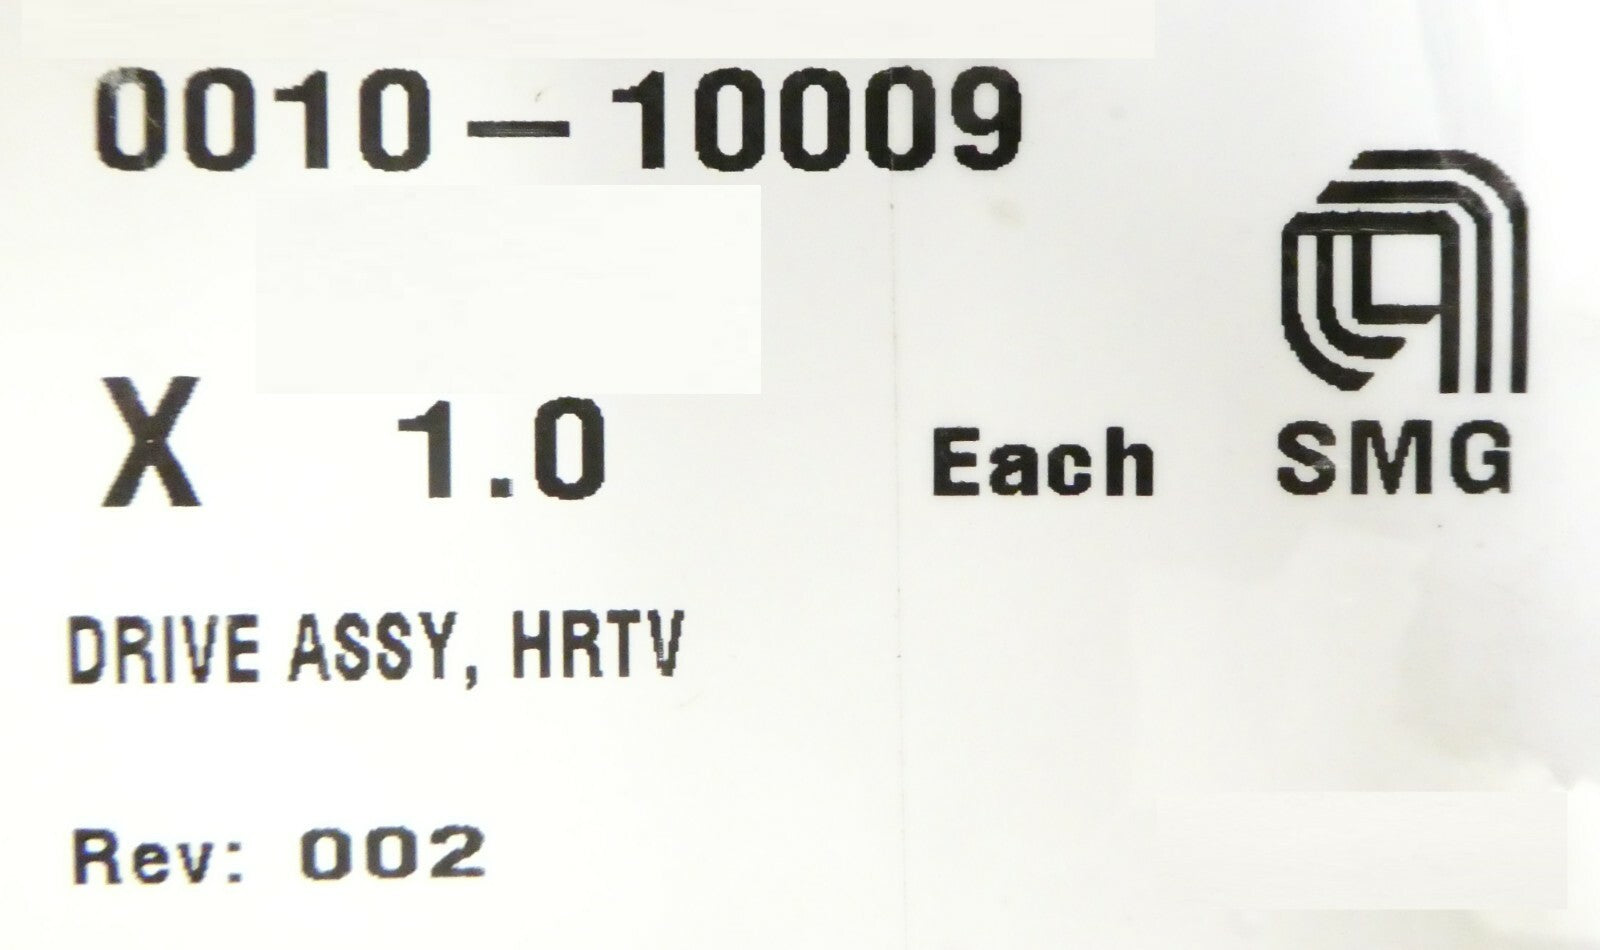 0010-10009
X 1.0 Each SMG
DRIVE ASSY, HRTV
Rev: 002